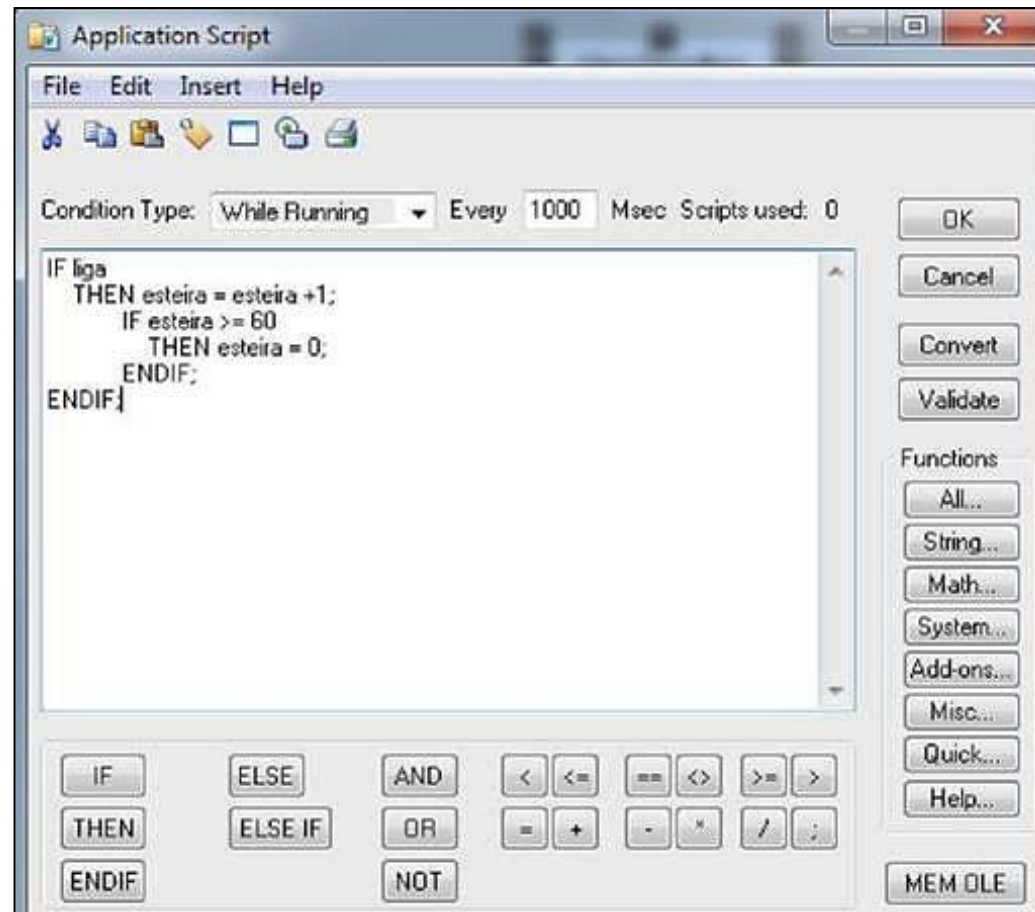 Application Script
File Edit Insert Help
Condition Type: While Running Every 1000 Msec Scripts used: 0
OK
Cancel
Convert
Validate
IF liga
THEN esteira = esteira +1;
IF esteira >= 60
THEN esteira = 0;
ENDIF;
ENDIF;
Functions
All...
String...
Math...
System...
Add-ons...
Misc...
Quick...
Help...
MEM OLE
IF ELSE AND < <= == <> >= >
THEN ELSE IF OR = + - * / ;
ENDIF NOT